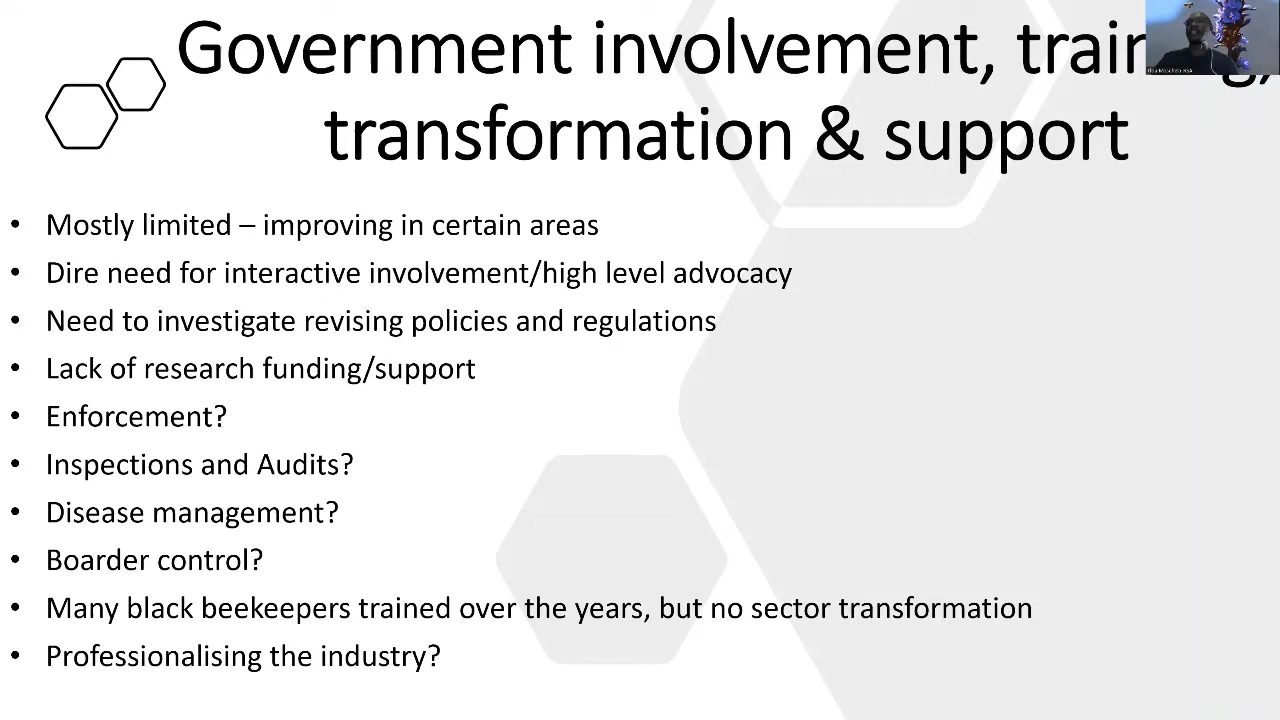 Government involvement, training,
transformation & support
• Mostly limited – improving in certain areas
• Dire need for interactive involvement/high level advocacy
• Need to investigate revising policies and regulations
• Lack of research funding/support
• Enforcement?
• Inspections and Audits?
• Disease management?
• Boarder control?
• Many black beekeepers trained over the years, but no sector transformation
• Professionalising the industry?